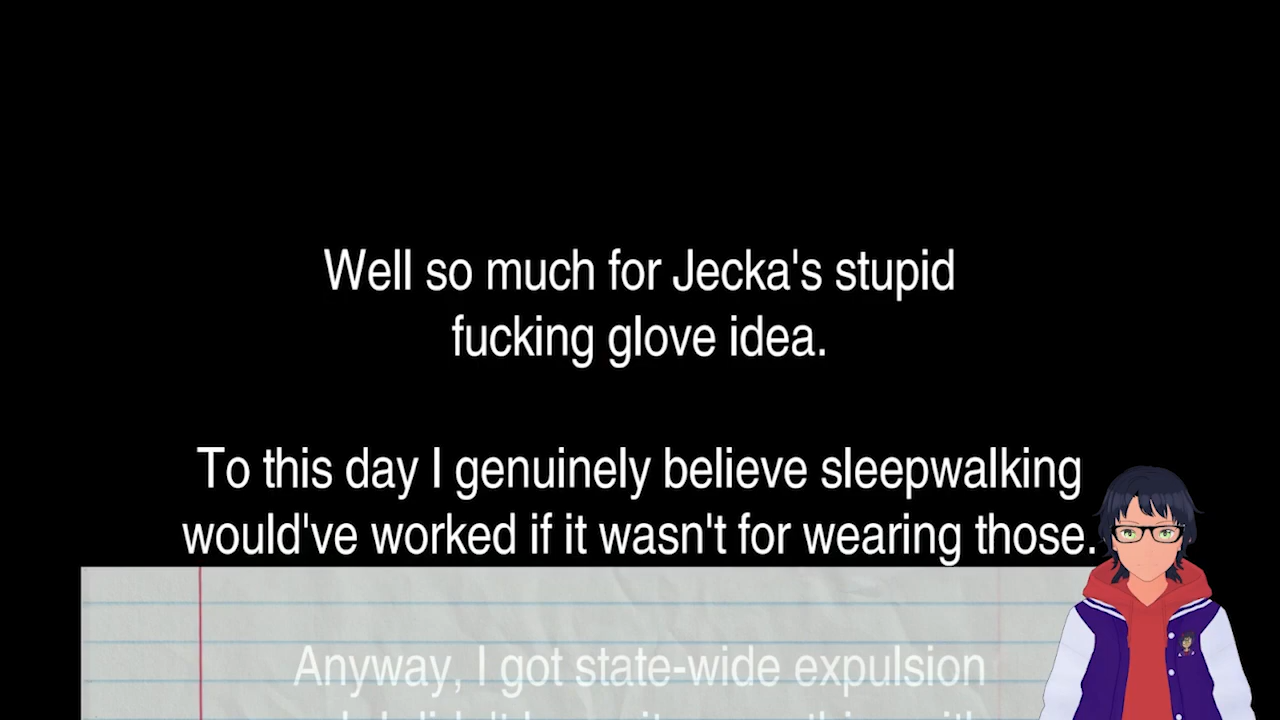 Well so much for Jecka's stupid
fucking glove idea.
To this day I genuinely believe sleepwalking
would've worked if it wasn't for wearing those.
Anyway, I got state-wide expulsion